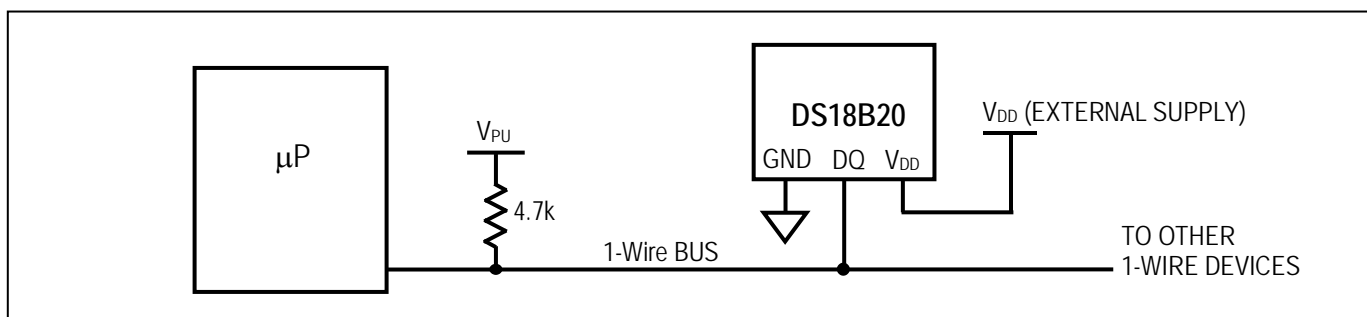 DS18B20
V_DD (EXTERNAL SUPPLY)
V_PU
μP
GND DQ V_DD
4.7k
1-Wire BUS
TO OTHER
1-WIRE DEVICES